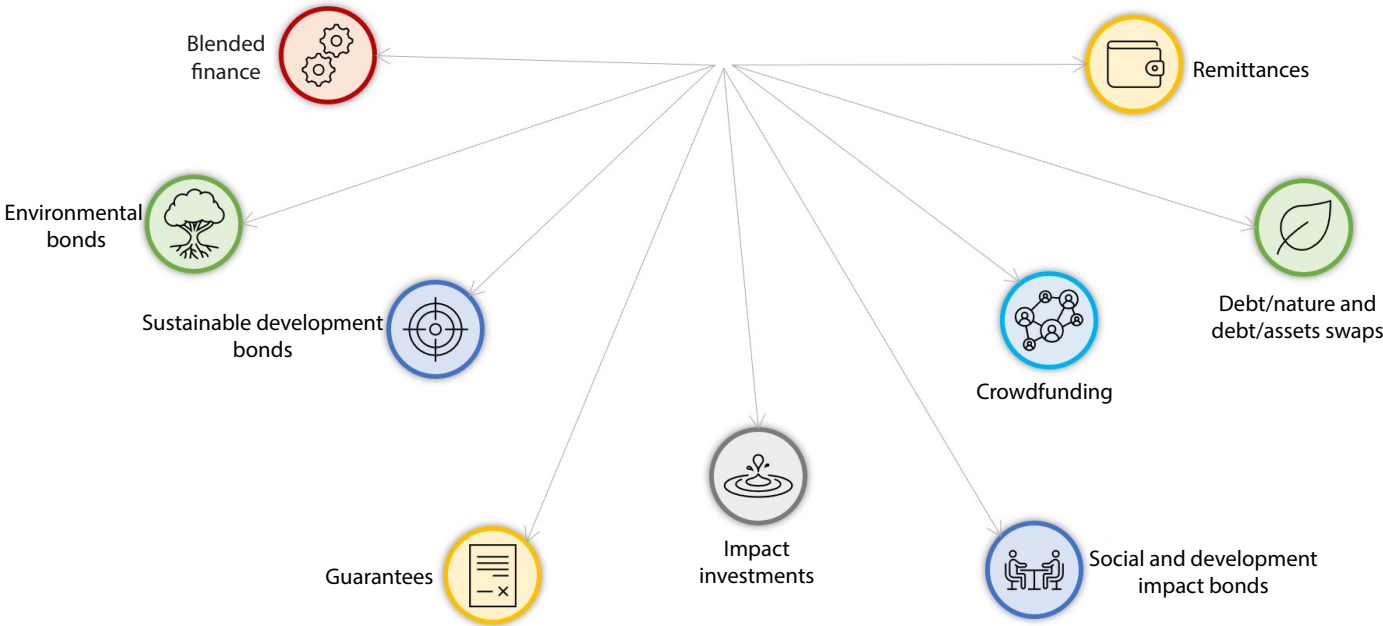 Blended
finance
Remittances
Environmental
bonds
Sustainable development
bonds
Debt/nature and
debt/assets swaps
Crowdfunding
Guarantees
Impact
investments
Social and development
impact bonds